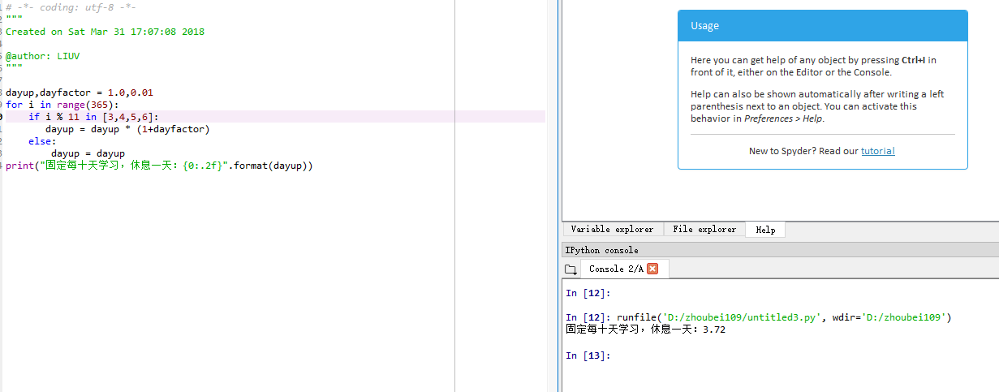 # -*- coding: utf-8 -*-
"""
Created on Sat Mar 31 17:07:08 2018
@author: LIUV
"""
dayup,dayfactor = 1.0,0.01
for i in range(365):
if i % 11 in [3,4,5,6]:
dayup = dayup * (1+dayfactor)
else:
dayup = dayup
print("固定每十天学习，休息一天：{0:.2f}".format(dayup))
Usage
Here you can get help of any object by pressing Ctrl+I in
front of it, either on the Editor or the Console.
Help can also be shown automatically after writing a left
parenthesis next to an object. You can activate this
behavior in Preferences > Help.
New to Spyder? Read our tutorial
Variable explorer File explorer Help
IPython console
Console 2/A
In [12]:
In [12]: runfile('D:/zhoubei109/untitled3.py', wdir='D:/zhoubei109')
固定每十天学习，休息一天：3.72
In [13]: